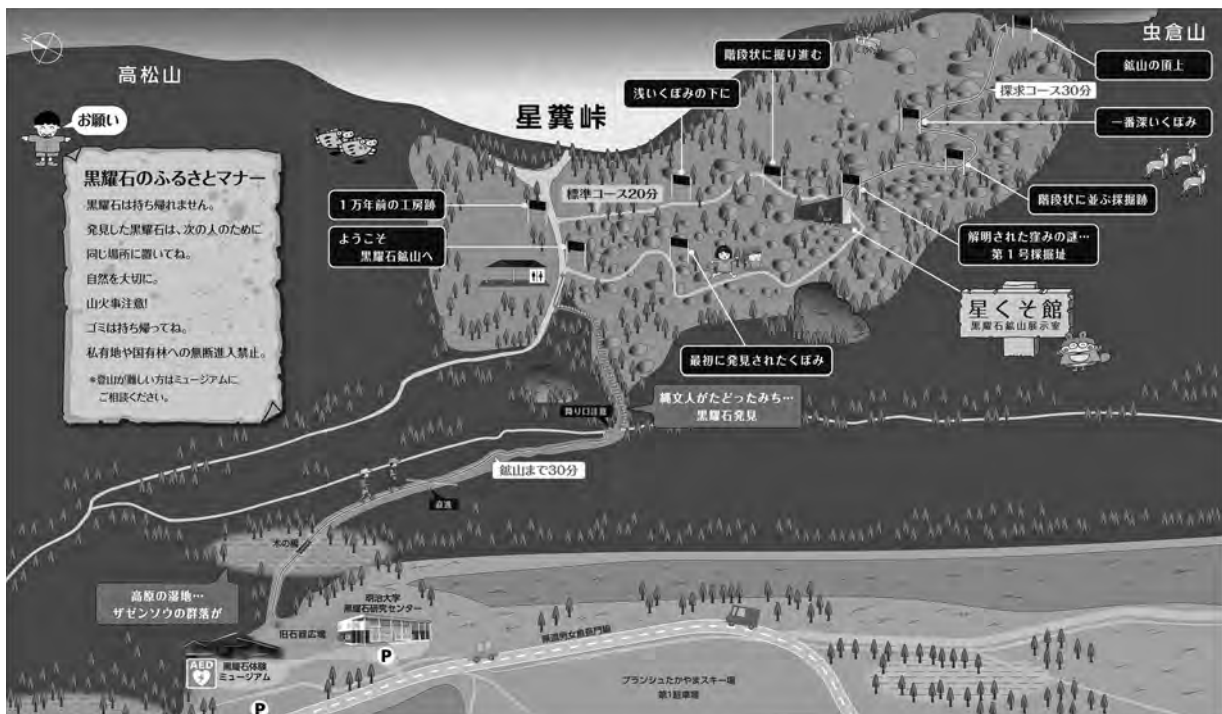 虫倉山
高松山
お願い
黒耀石のふるさとマナー
黒耀石は持ち帰れません。
発見した黒耀石は、次の人のために
同じ場所に置いてね。
自然を大切に。
山火事注意!
ゴミは持ち帰ってね。
私有地や国有林への無断進入禁止。
*登山が難しい方はミュージアムに
ご相談ください。
星糞峠
階段状に掘り進む
浅いくぼみの下に
鉱山の頂上
探求コース30分
一番深いくぼみ
標準コース20分
1万年前の工房跡
ようこそ
黒耀石鉱山へ
階段状に並ぶ採掘跡
解明された窪みの謎…
第1号採掘址
星くそ館
黒耀石鉱山展示室
最初に発見されたくぼみ
縄文人がたどったみち…
黒耀石発見
降り口注意
鉱山まで30分
直進
木の橋
高原の湿地…
ザゼンソウの群落が
明治大学
黒耀石研究センター
旧石器広場
P
AED
黒耀石体験
ミュージアム
P
ブランシュたかやまスキー場
第1駐車場